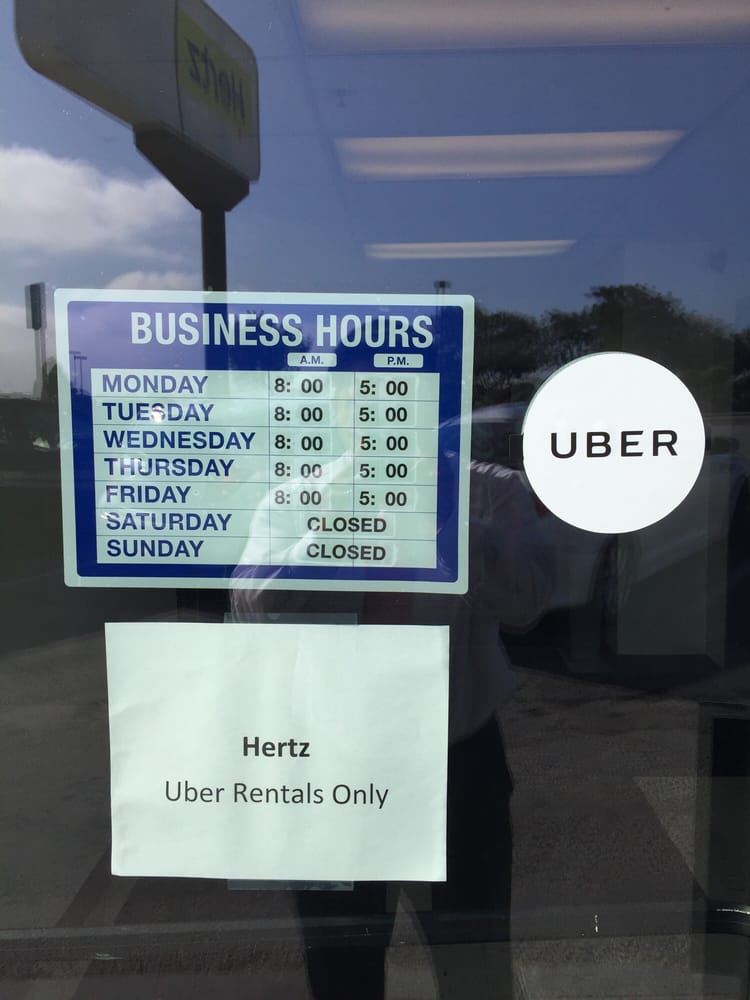 Hertz
BUSINESS HOURS
A.M. P.M.
MONDAY 8: 00 5: 00
TUESDAY 8: 00 5: 00
WEDNESDAY 8: 00 5: 00
THURSDAY 8: 00 5: 00
FRIDAY 8: 00 5: 00
SATURDAY CLOSED
SUNDAY CLOSED
UBER
Hertz
Uber Rentals Only